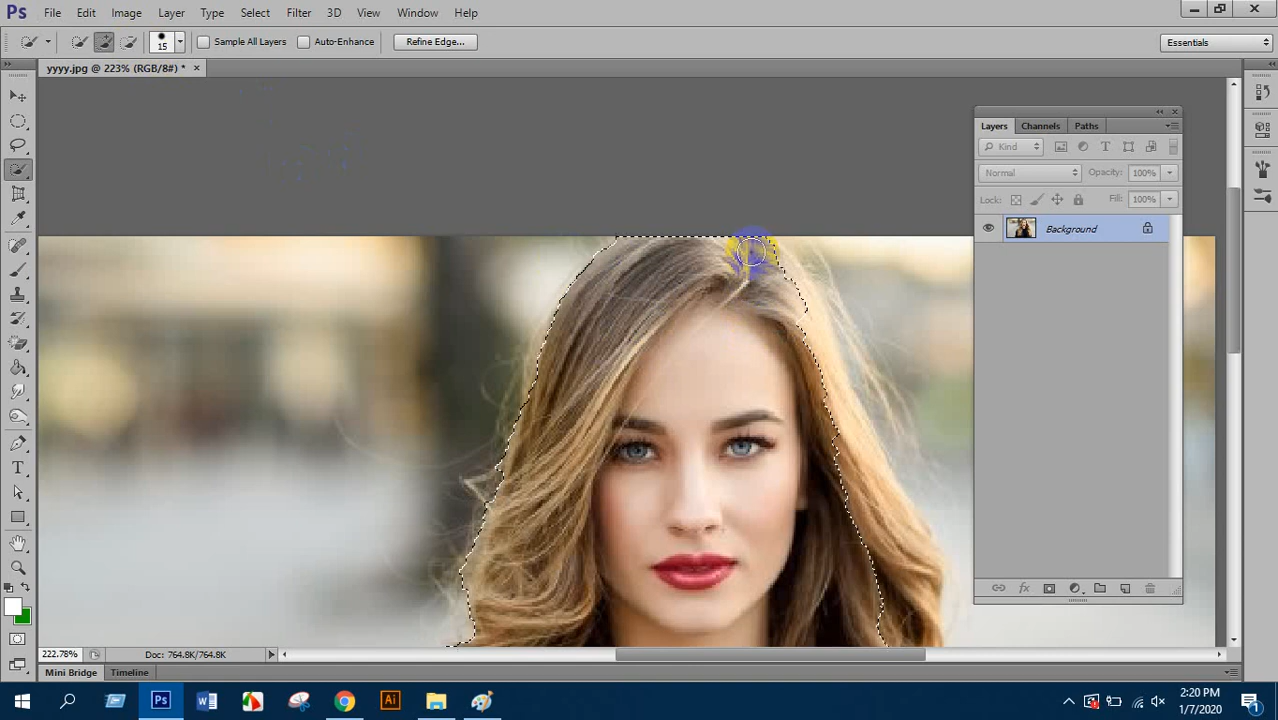 Ps File Edit Image Layer Type Select Filter 3D View Window Help
15 Sample All Layers Auto-Enhance Refine Edge... Essentials
yyyy.jpg @ 223% (RGB/8#) * ×
Layers Channels Paths
Kind
Normal Opacity: 100%
Lock: Fill: 100%
Background
T
222.78% Doc: 764.8K/764.8K
Mini Bridge Timeline
Ps Ai
2:20 PM
1/7/2020
1